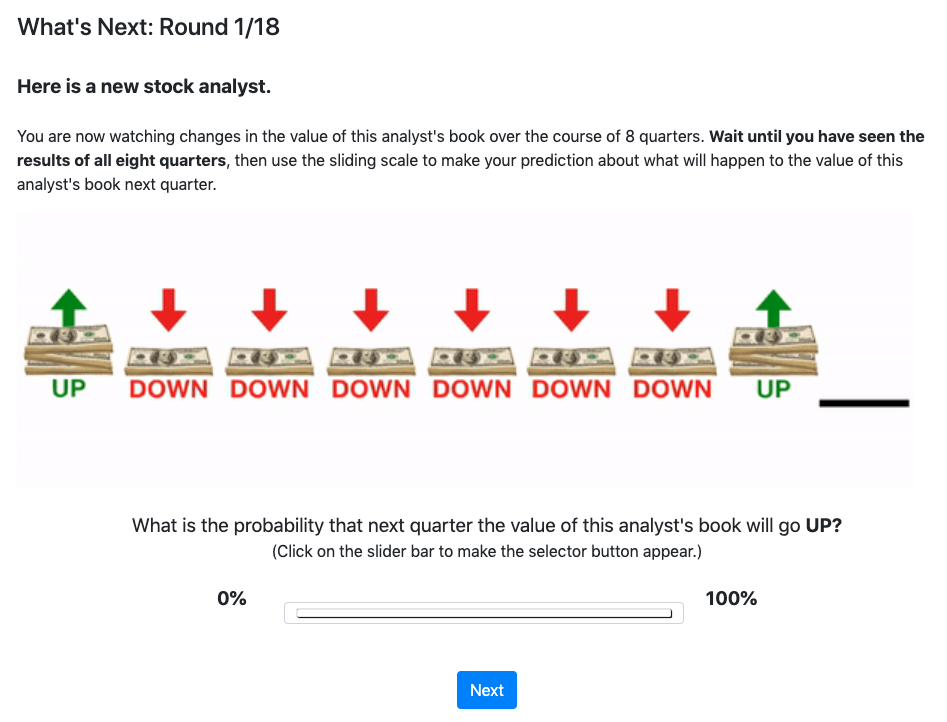 What's Next: Round 1/18
Here is a new stock analyst.
You are now watching changes in the value of this analyst's book over the course of 8 quarters. Wait until you have seen the
results of all eight quarters, then use the sliding scale to make your prediction about what will happen to the value of this
analyst's book next quarter.
UP DOWN DOWN DOWN DOWN DOWN DOWN UP
What is the probability that next quarter the value of this analyst's book will go UP?
(Click on the slider bar to make the selector button appear.)
0% 100%
Next